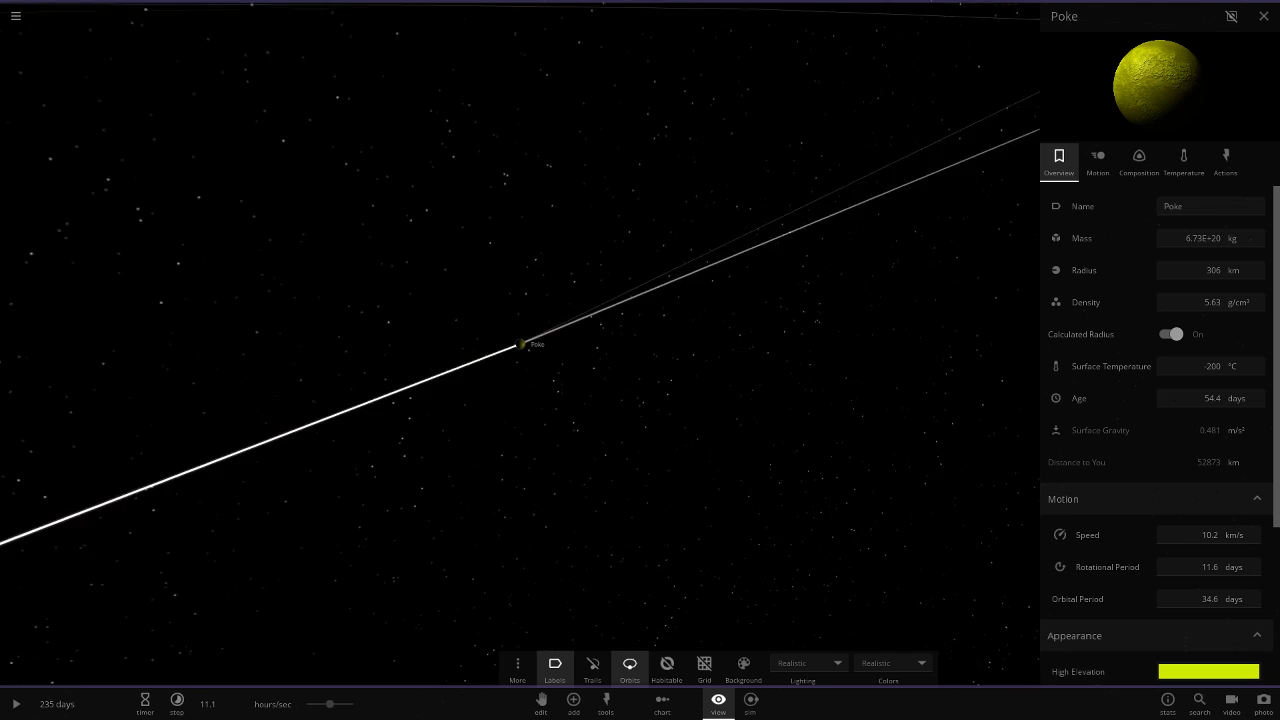 Poke
Poke
Overview
Motion
Composition
Temperature
Actions
Name Poke
Mass 6.73E+20 kg
Radius 306 km
Density 5.63 g/cm³
Calculated Radius On
Surface Temperature -200 °C
Age 54.4 days
Surface Gravity 0.481 m/s²
Distance to You 52873 km
Motion
Speed 10.2 km/s
Rotational Period 11.6 days
Orbital Period 34.6 days
Appearance
High Elevation
More
Labels
Trails
Orbits
Habitable
Grid
Background
Realistic
Lighting
Realistic
Colors
235 days
timer
step
11.1 hours/sec
edit
add
tools
chart
view
sim
stats
search
video
photo